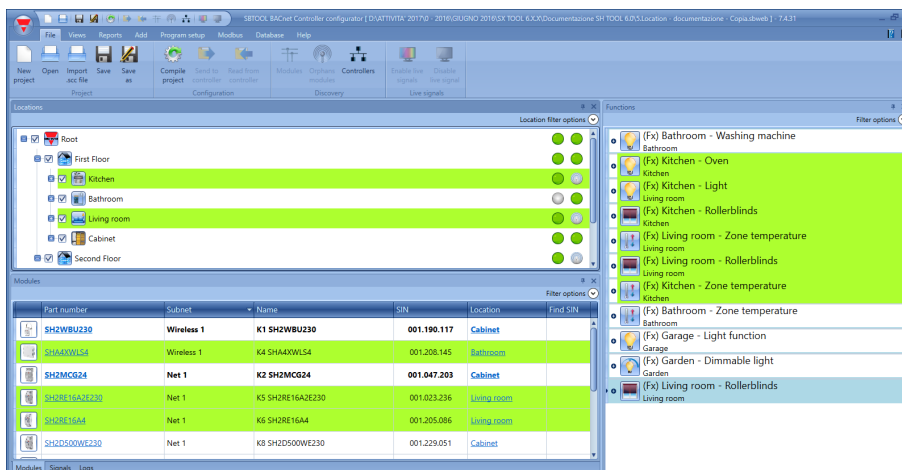 SBTOOL BACnet Controller configurator [ D:\ATTIVITA' 2017\0 - 2016\GIUGNO 2016\SX TOOL 6.X.X\Documentazione SH TOOL 6.0\5.Location - documentazione - Copia.sbweb ] - 7.4.31
File Views Reports Add Program setup Modbus Database Help
New project Open Import .scc file Save Save as Compile project Send to controller Read from controller Modules Orphans modules Controllers Enable live signals Disable live signal
Project Configuration Discovery Live signals
Locations
Location filter options
Root
First Floor
Kitchen
Bathroom
Living room
Cabinet
Second Floor
Modules
Filter options
Part number Subnet Name SIN Location Find SIN
SH2WBU230 Wireless 1 K1 SH2WBU230 001.190.117 Cabinet
SHA4XWLS4 Wireless 1 K4 SHA4XWLS4 001.208.145 Bathroom
SH2MCG24 Net 1 K2 SH2MCG24 001.047.203 Cabinet
SH2RE16A2E230 Net 1 K5 SH2RE16A2E230 001.023.236 Living room
SH2RE16A4 Net 1 K6 SH2RE16A4 001.205.086 Living room
SH2D500WE230 Net 1 K8 SH2D500WE230 001.229.051 Cabinet
Modules Signals Logs
Functions
Filter options
(Fx) Bathroom - Washing machine
Bathroom
(Fx) Kitchen - Oven
Kitchen
(Fx) Kitchen - Light
Living room
(Fx) Kitchen - Rollerblinds
Kitchen
(Fx) Living room - Zone temperature
Living room
(Fx) Living room - Rollerblinds
Living room
(Fx) Kitchen - Zone temperature
Kitchen
(Fx) Bathroom - Zone temperature
Bathroom
(Fx) Garage - Light function
Garage
(Fx) Garden - Dimmable light
Garden
(Fx) Living room - Rollerblinds
Living room